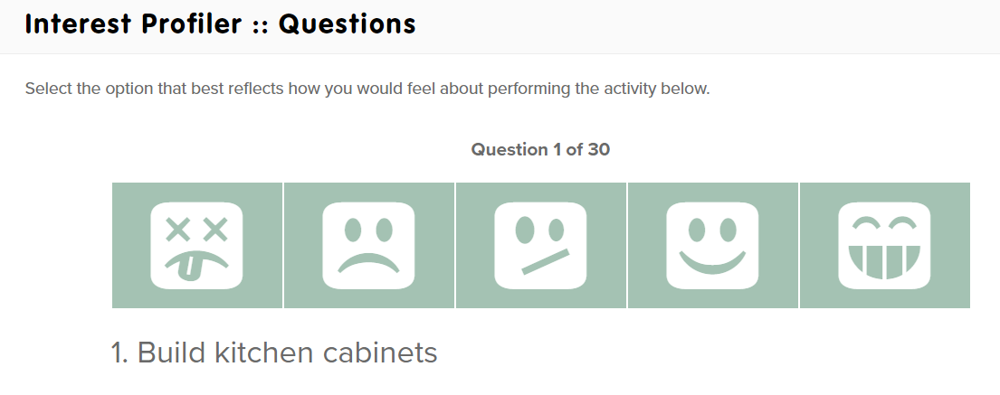 Interest Profiler :: Questions
Select the option that best reflects how you would feel about performing the activity below.
Question 1 of 30
1. Build kitchen cabinets